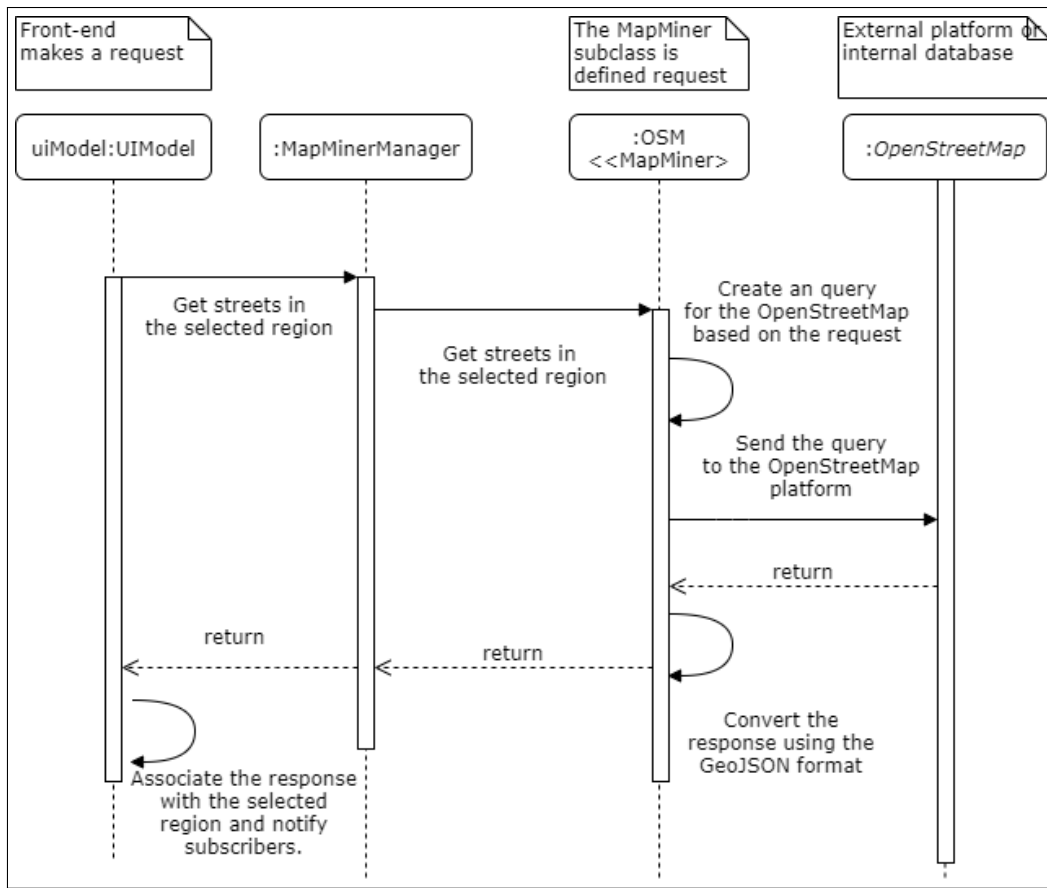 Front-end
makes a request
The MapMiner
subclass is
defined request
External platform or
internal database
uiModel:UIModel
:MapMinerManager
:OSM
<<MapMiner>
:OpenStreetMap
Get streets in
the selected region
Get streets in
the selected region
Create an query
for the OpenStreetMap
based on the request
Send the query
to the OpenStreetMap
platform
return
return
return
Convert the
response using the
GeoJSON format
Associate the response
with the selected
region and notify
subscribers.